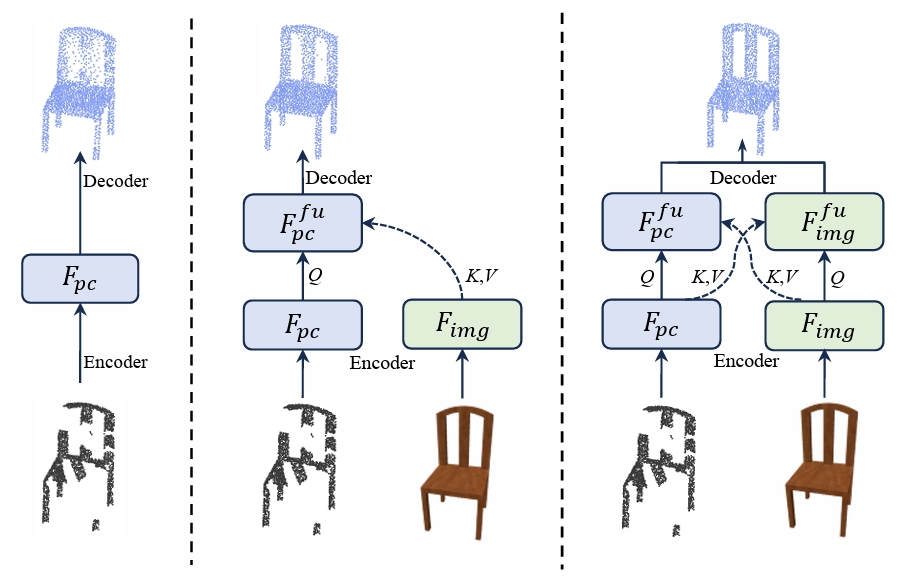 Decoder
F_{pc}
Encoder
Decoder
F_{pc}^{fu}
Q
K,V
F_{pc}
F_{img}
Encoder
Decoder
F_{pc}^{fu}
F_{img}^{fu}
Q
K,V
K,V
Q
F_{pc}
F_{img}
Encoder